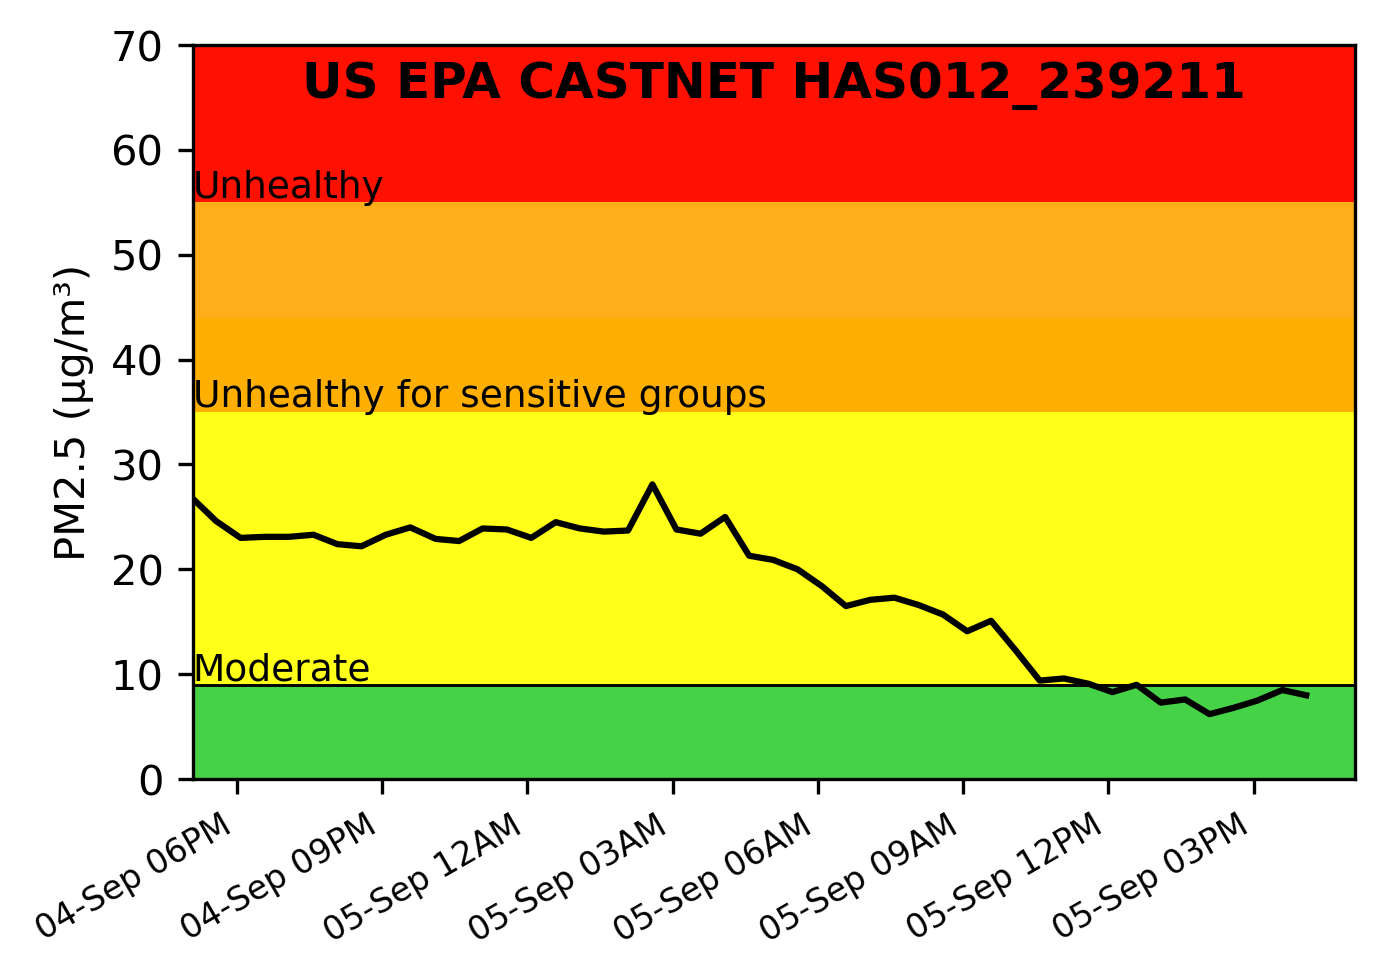 US EPA CASTNET HAS012_239211
PM2.5 (µg/m³)
70
60
50
40
30
20
10
0
Unhealthy
Unhealthy for sensitive groups
Moderate
04-Sep 06PM
04-Sep 09PM
05-Sep 12AM
05-Sep 03AM
05-Sep 06AM
05-Sep 09AM
05-Sep 12PM
05-Sep 03PM